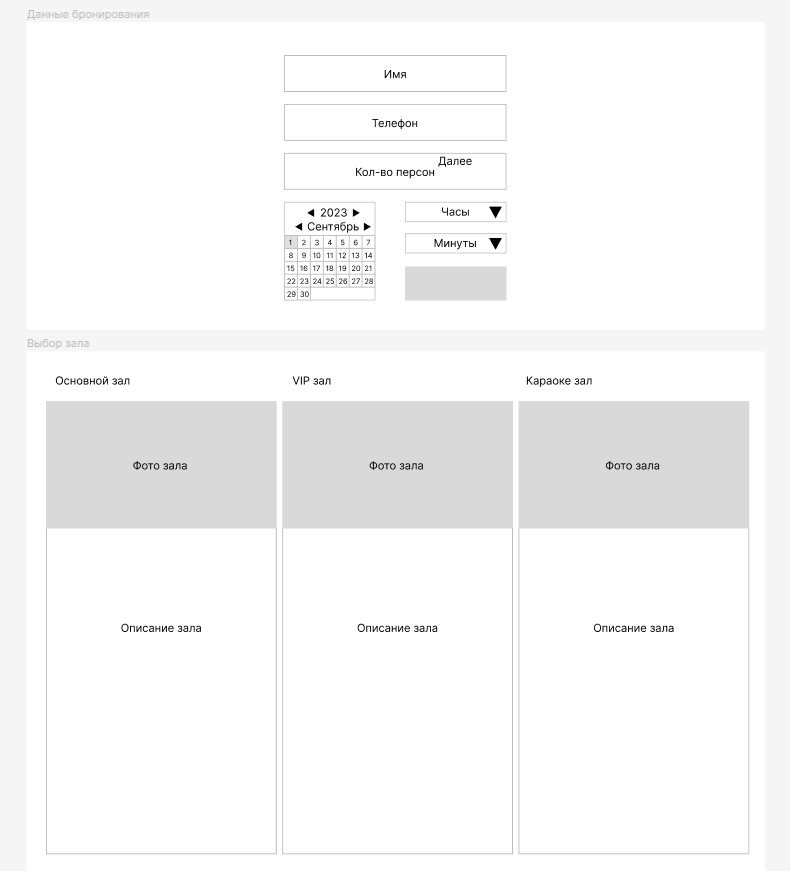 Данные бронирования
Имя
Телефон
Далее
Кол-во персон
2023
Сентябрь
1 2 3 4 5 6 7
8 9 10 11 12 13 14
15 16 17 18 19 20 21
22 23 24 25 26 27 28
29 30
Часы
Минуты
Выбор зала
Основной зал
VIP зал
Караоке зал
Фото зала
Фото зала
Фото зала
Описание зала
Описание зала
Описание зала